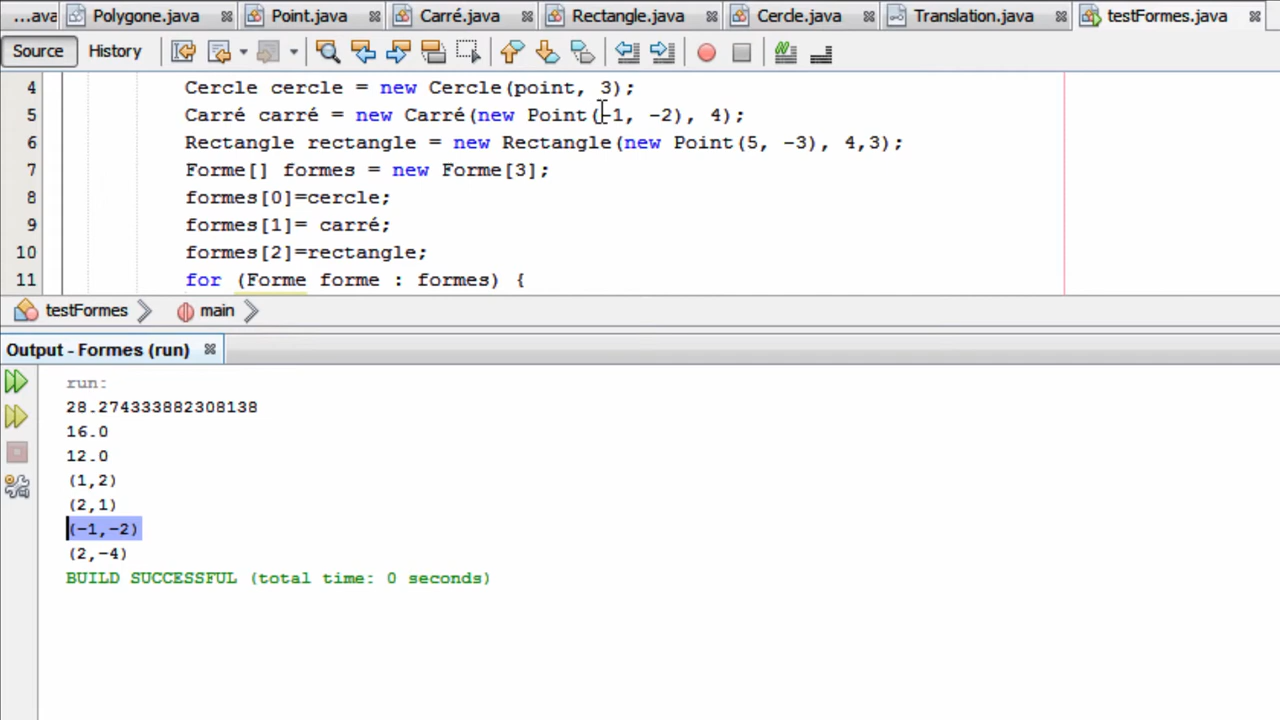 ...ava Polygone.java Point.java Carré.java Rectangle.java Cercle.java Translation.java testFormes.java
Source History
4 Cercle cercle = new Cercle(point, 3);
5 Carré carré = new Carré(new Point(-1, -2), 4);
6 Rectangle rectangle = new Rectangle(new Point(5, -3), 4,3);
7 Forme[] formes = new Forme[3];
8 formes[0]=cercle;
9 formes[1]= carré;
10 formes[2]=rectangle;
11 for (Forme forme : formes) {
testFormes main
Output - Formes (run)
run:
28.274333882308138
16.0
12.0
(1,2)
(2,1)
(-1,-2)
(2,-4)
BUILD SUCCESSFUL (total time: 0 seconds)